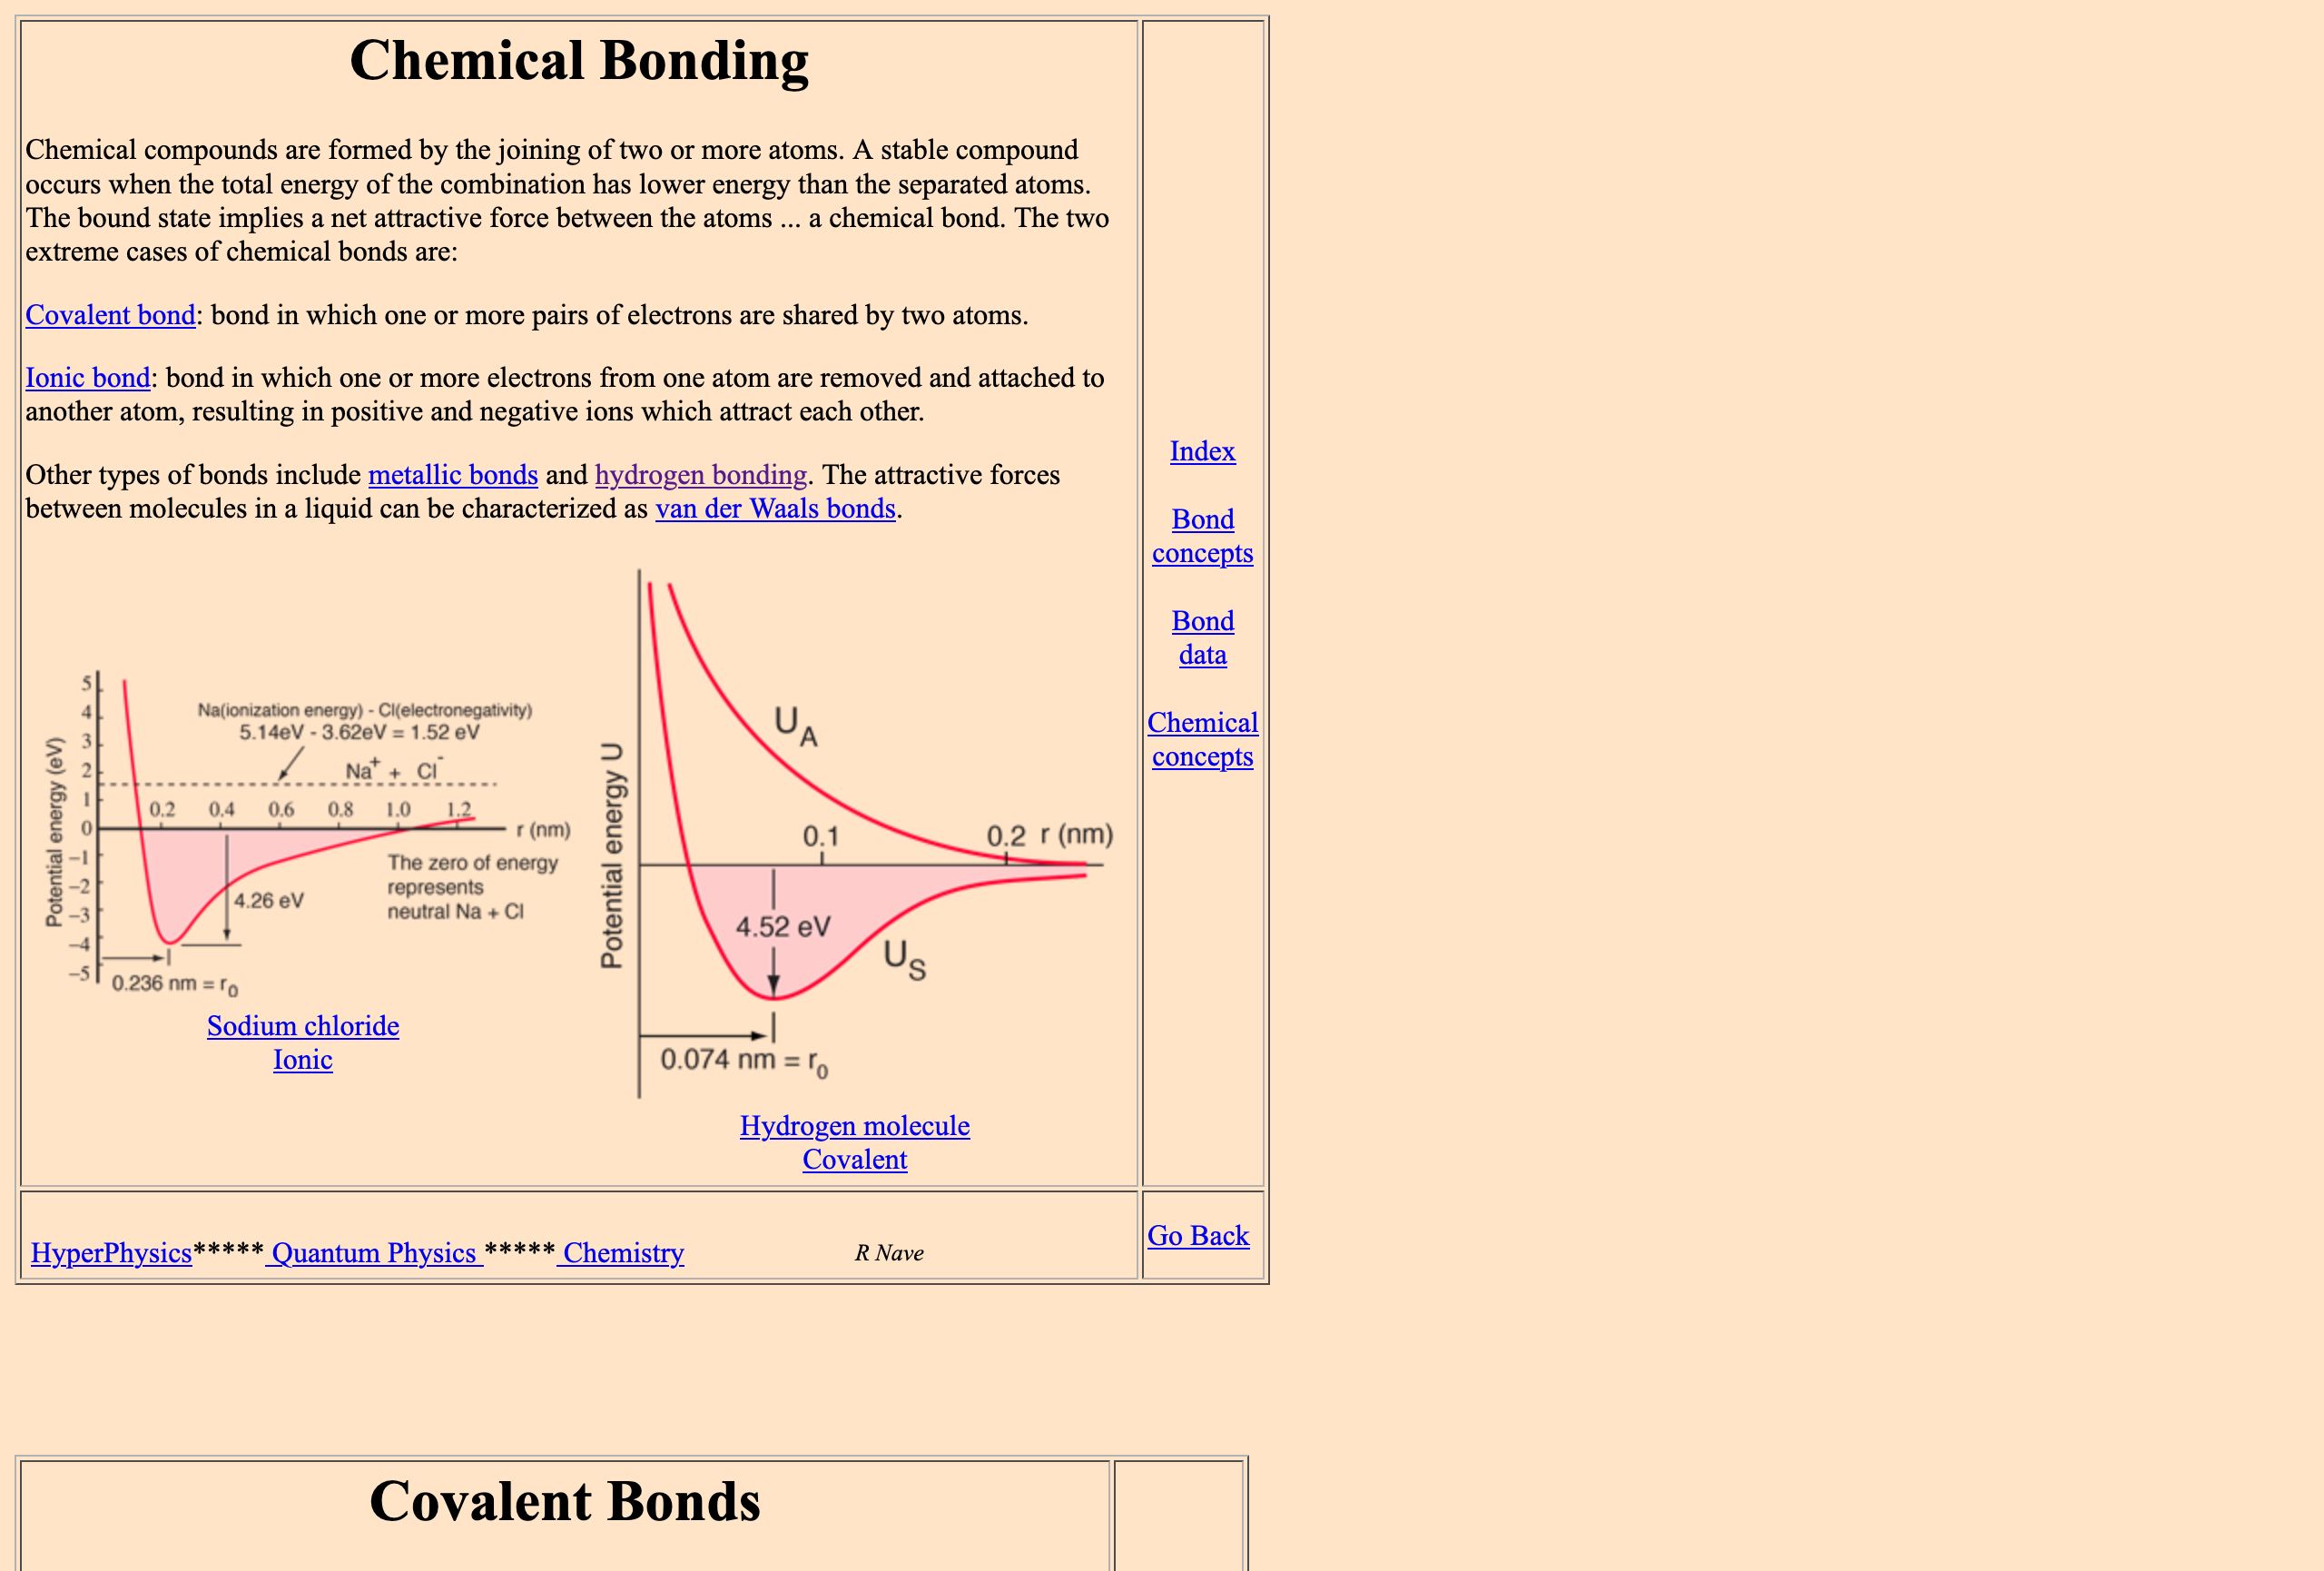 Chemical Bonding
Chemical compounds are formed by the joining of two or more atoms. A stable compound
occurs when the total energy of the combination has lower energy than the separated atoms.
The bound state implies a net attractive force between the atoms ... a chemical bond. The two
extreme cases of chemical bonds are:
Covalent bond: bond in which one or more pairs of electrons are shared by two atoms.
Ionic bond: bond in which one or more electrons from one atom are removed and attached to
another atom, resulting in positive and negative ions which attract each other.
Other types of bonds include metallic bonds and hydrogen bonding. The attractive forces
between molecules in a liquid can be characterized as van der Waals bonds.
Potential energy (eV)
5
4
3
2
1
0
−1
−2
−3
−4
−5
Na(ionization energy) - Cl(electronegativity)
5.14eV - 3.62eV = 1.52 eV
Na+ + Cl-
0.2 0.4 0.6 0.8 1.0 1.2
r (nm)
The zero of energy
represents
neutral Na + Cl
4.26 eV
0.236 nm = r0
Sodium chloride
Ionic
Potential energy U
UA
0.1 0.2 r (nm)
4.52 eV
US
0.074 nm = r0
Hydrogen molecule
Covalent
Index
Bond
concepts
Bond
data
Chemical
concepts
HyperPhysics***** Quantum Physics ***** Chemistry R Nave
Go Back
Covalent Bonds